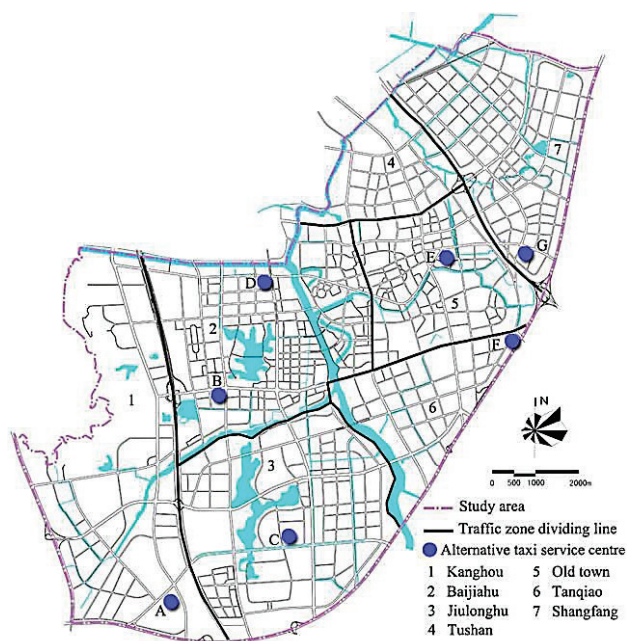 7
4
G
E
D
5
2
F
B
1
6
IN
3
0 500 1000 2000m
C
A
Study area
Traffic zone dividing line
Alternative taxi service centre
1 Kanghou 5 Old town
2 Baijiahu 6 Tanqiao
3 Jiulonghu 7 Shangfang
4 Tushan